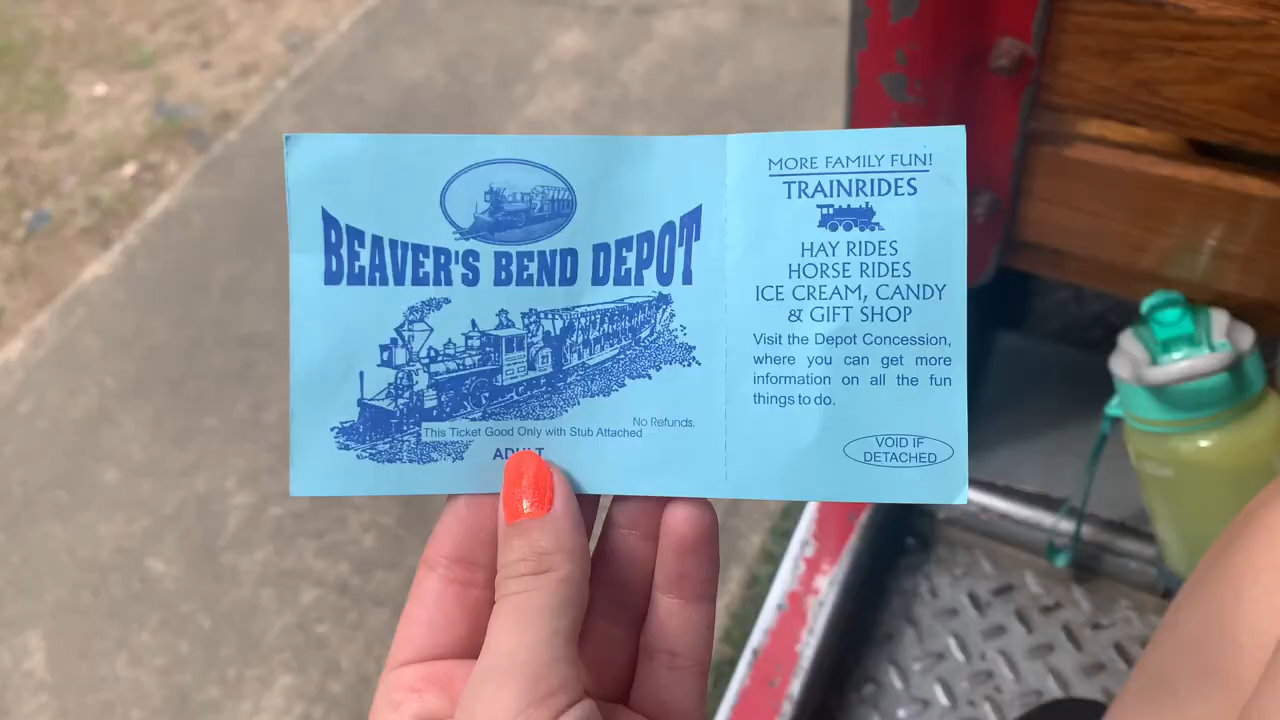 BEAVER'S BEND DEPOT
No Refunds.
This Ticket Good Only with Stub Attached
ADULT
MORE FAMILY FUN!
TRAINRIDES
HAY RIDES
HORSE RIDES
ICE CREAM, CANDY
& GIFT SHOP
Visit the Depot Concession,
where you can get more
information on all the fun
things to do.
VOID IF
DETACHED